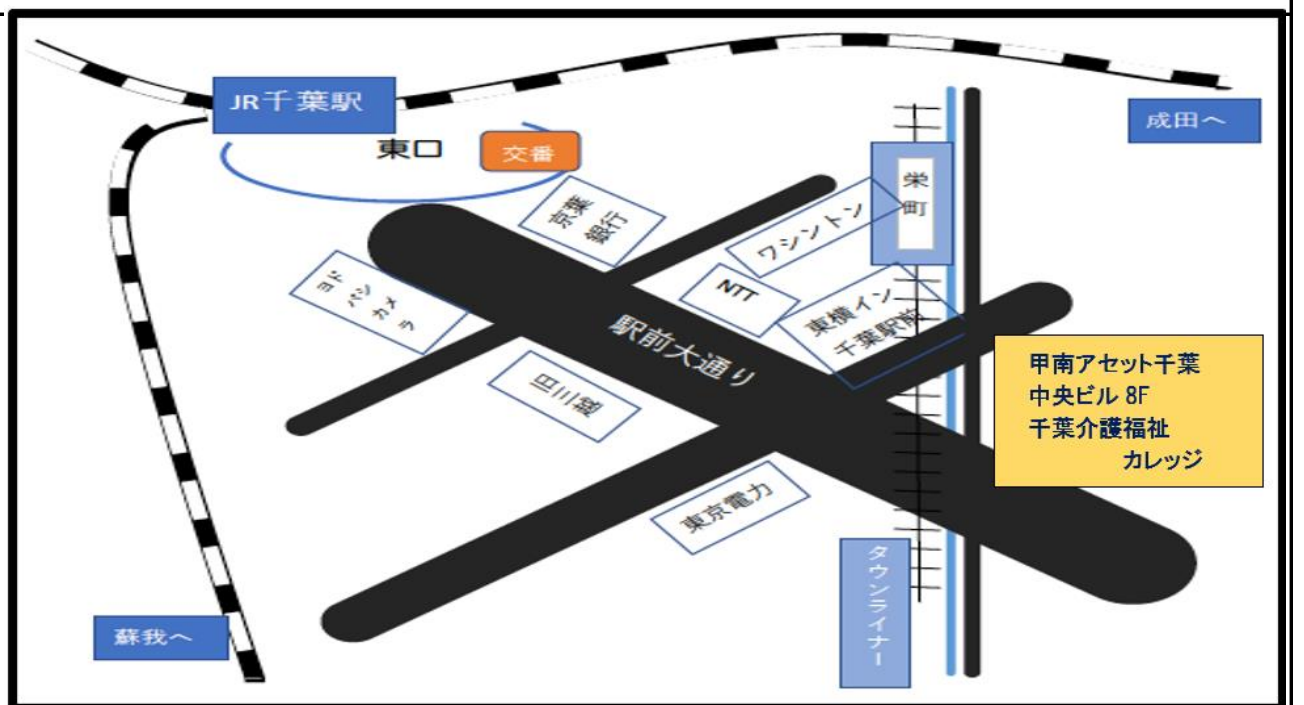 JR千葉駅
東口
交番
成田へ
京葉
銀行
ワシントン
栄
町
ヨド
バシ
カメ
ラ
NTT
東横イン
千葉駅前
駅前大通り
旧三越
甲南アセット千葉
中央ビル 8F
千葉介護福祉
カレッジ
東京電力
タウンライナー
蘇我へ